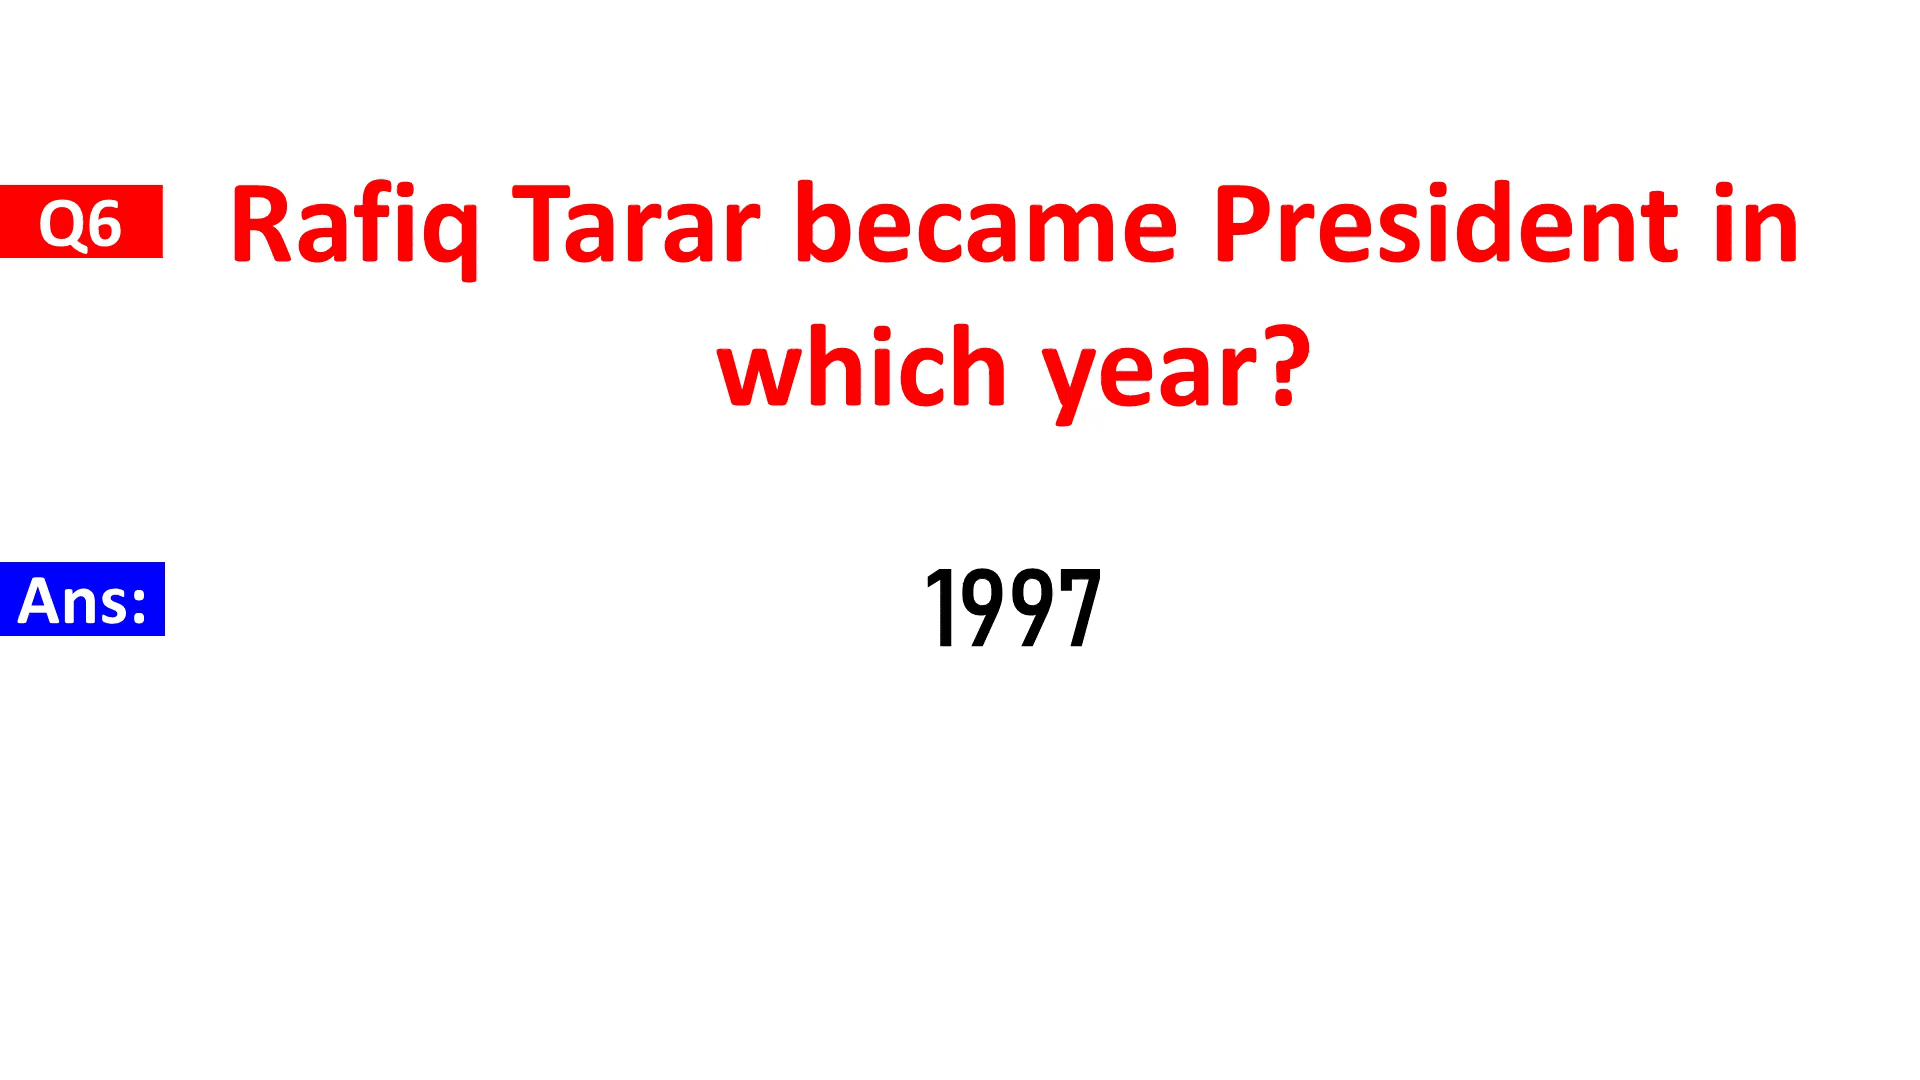 Q6
Rafiq Tarar became President in
which year?
Ans:
1997